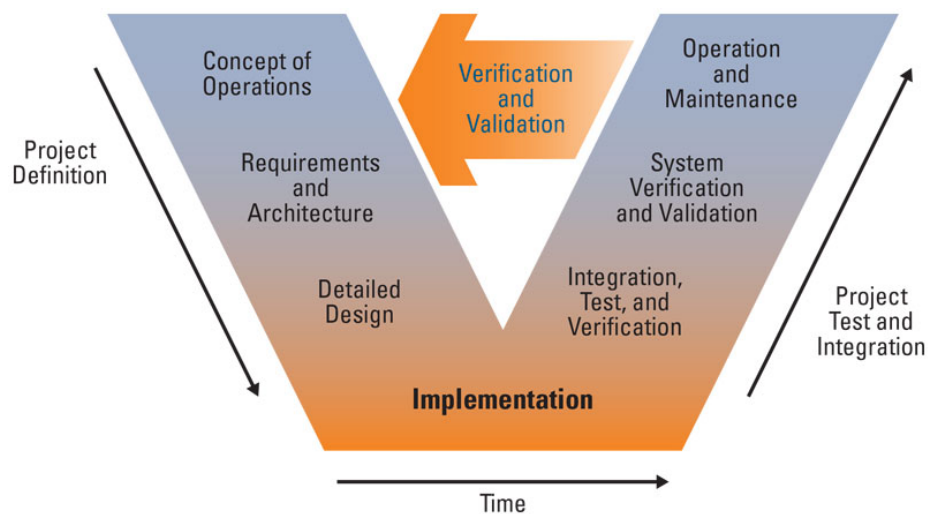 Concept of
Operations
Verification
and
Validation
Operation
and
Maintenance
Project
Definition
Requirements
and
Architecture
System
Verification
and Validation
Detailed
Design
Integration,
Test, and
Verification
Project
Test and
Integration
Implementation
Time